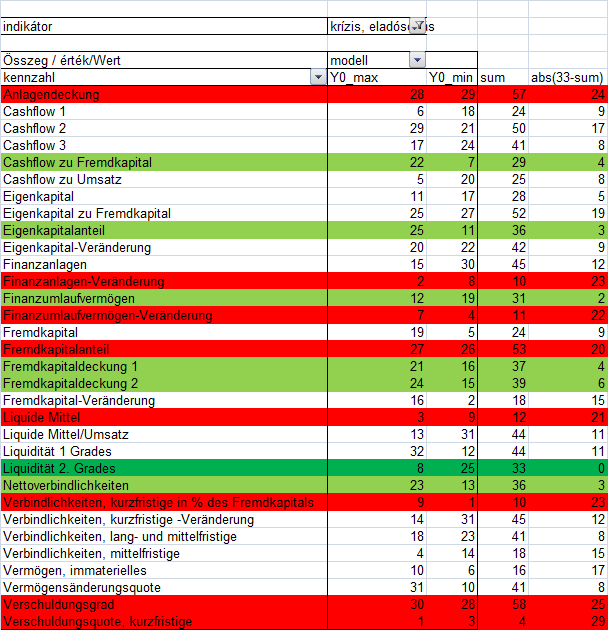 indikátor krízis, eladósodás
Összeg / érték/Wert modell
kennzahl Y0_max Y0_min sum abs(33-sum)
Anlagendeckung 28 29 57 24
Cashflow 1 6 18 24 9
Cashflow 2 29 21 50 17
Cashflow 3 17 24 41 8
Cashflow zu Fremdkapital 22 7 29 4
Cashflow zu Umsatz 5 20 25 8
Eigenkapital 11 17 28 5
Eigenkapital zu Fremdkapital 25 27 52 19
Eigenkapitalanteil 25 11 36 3
Eigenkapital-Veränderung 20 22 42 9
Finanzanlagen 15 30 45 12
Finanzanlagen-Veränderung 2 8 10 23
Finanzumlaufvermögen 12 19 31 2
Finanzumlaufvermögen-Veränderung 7 4 11 22
Fremdkapital 19 5 24 9
Fremdkapitalanteil 27 26 53 20
Fremdkapitaldeckung 1 21 16 37 4
Fremdkapitaldeckung 2 24 15 39 6
Fremdkapital-Veränderung 16 2 18 15
Liquide Mittel 3 9 12 21
Liquide Mittel/Umsatz 13 31 44 11
Liquidität 1 Grades 32 12 44 11
Liquidität 2. Grades 8 25 33 0
Nettoverbindlichkeiten 23 13 36 3
Verbindlichkeiten, kurzfristige in % des Fremdkapitals 9 1 10 23
Verbindlichkeiten, kurzfristige -Veränderung 14 31 45 12
Verbindlichkeiten, lang- und mittelfristige 18 23 41 8
Verbindlichkeiten, mittelfristige 4 14 18 15
Vermögen, immaterielles 10 6 16 17
Vermögensänderungsquote 31 10 41 8
Verschuldungsgrad 30 28 58 25
Verschuldungsquote, kurzfristige 1 3 4 29